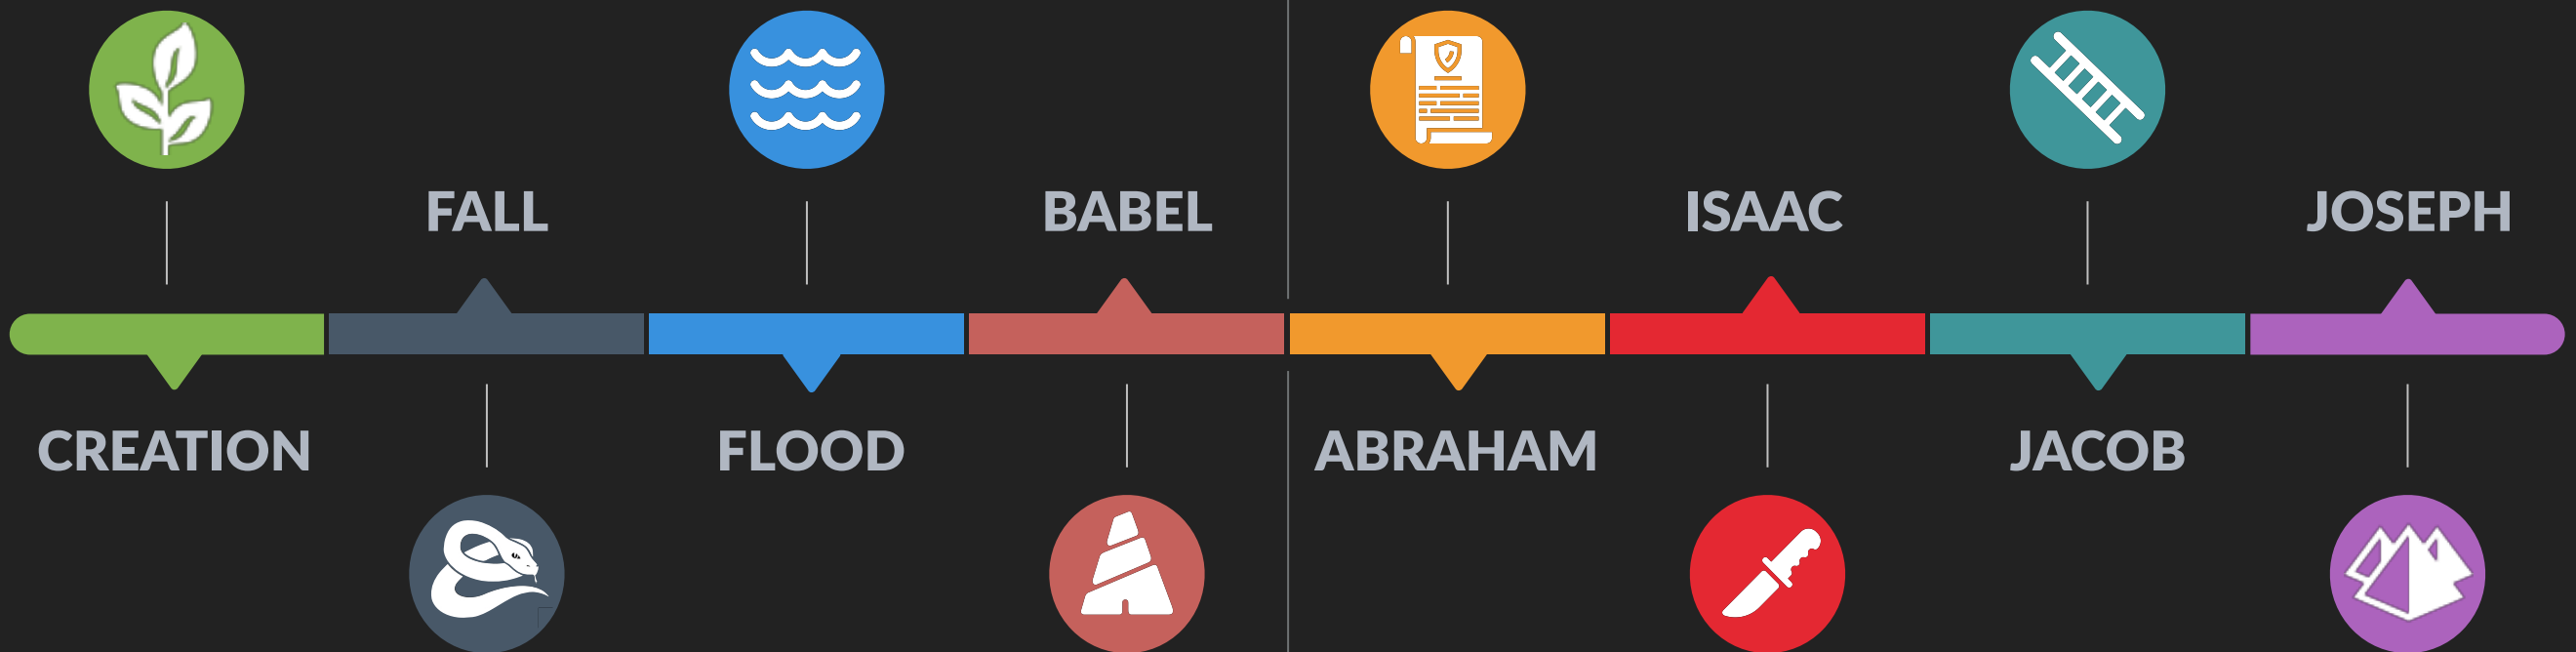 CREATION
FALL
FLOOD
BABEL
ABRAHAM
ISAAC
JACOB
JOSEPH